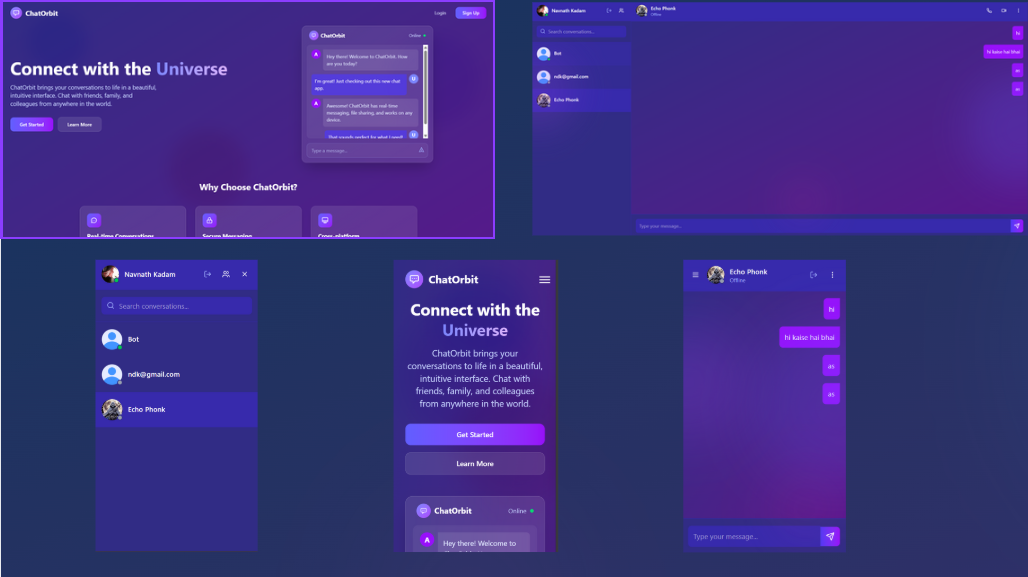 ChatOrbit
Login
Sign Up
Connect with the Universe
ChatOrbit brings your conversations to life in a beautiful,
intuitive interface. Chat with friends, family, and
colleagues from anywhere in the world.
Get Started
Learn More
ChatOrbit
Online
A
Hey there! Welcome to ChatOrbit. How
are you today?
I'm great! Just checking out this new chat
app.
U
A
Awesome! ChatOrbit has real-time
messaging, file sharing, and works on any
device.
That sounds perfect for what I need!
U
Type a message...
Why Choose ChatOrbit?
Real-time Conversations
Secure Messaging
Cross-platform
Navnath Kadam
Search conversations...
Bot
ndk@gmail.com
Echo Phonk
Echo Phonk
Offline
hi
hi kaise hai bhai
as
as
Type your message...
Navnath Kadam
Search conversations...
Bot
ndk@gmail.com
Echo Phonk
ChatOrbit
Connect with the
Universe
ChatOrbit brings your
conversations to life in a beautiful,
intuitive interface. Chat with
friends, family, and colleagues
from anywhere in the world.
Get Started
Learn More
ChatOrbit
Online
A
Hey there! Welcome to
Echo Phonk
Offline
hi
hi kaise hai bhai
as
as
Type your message...